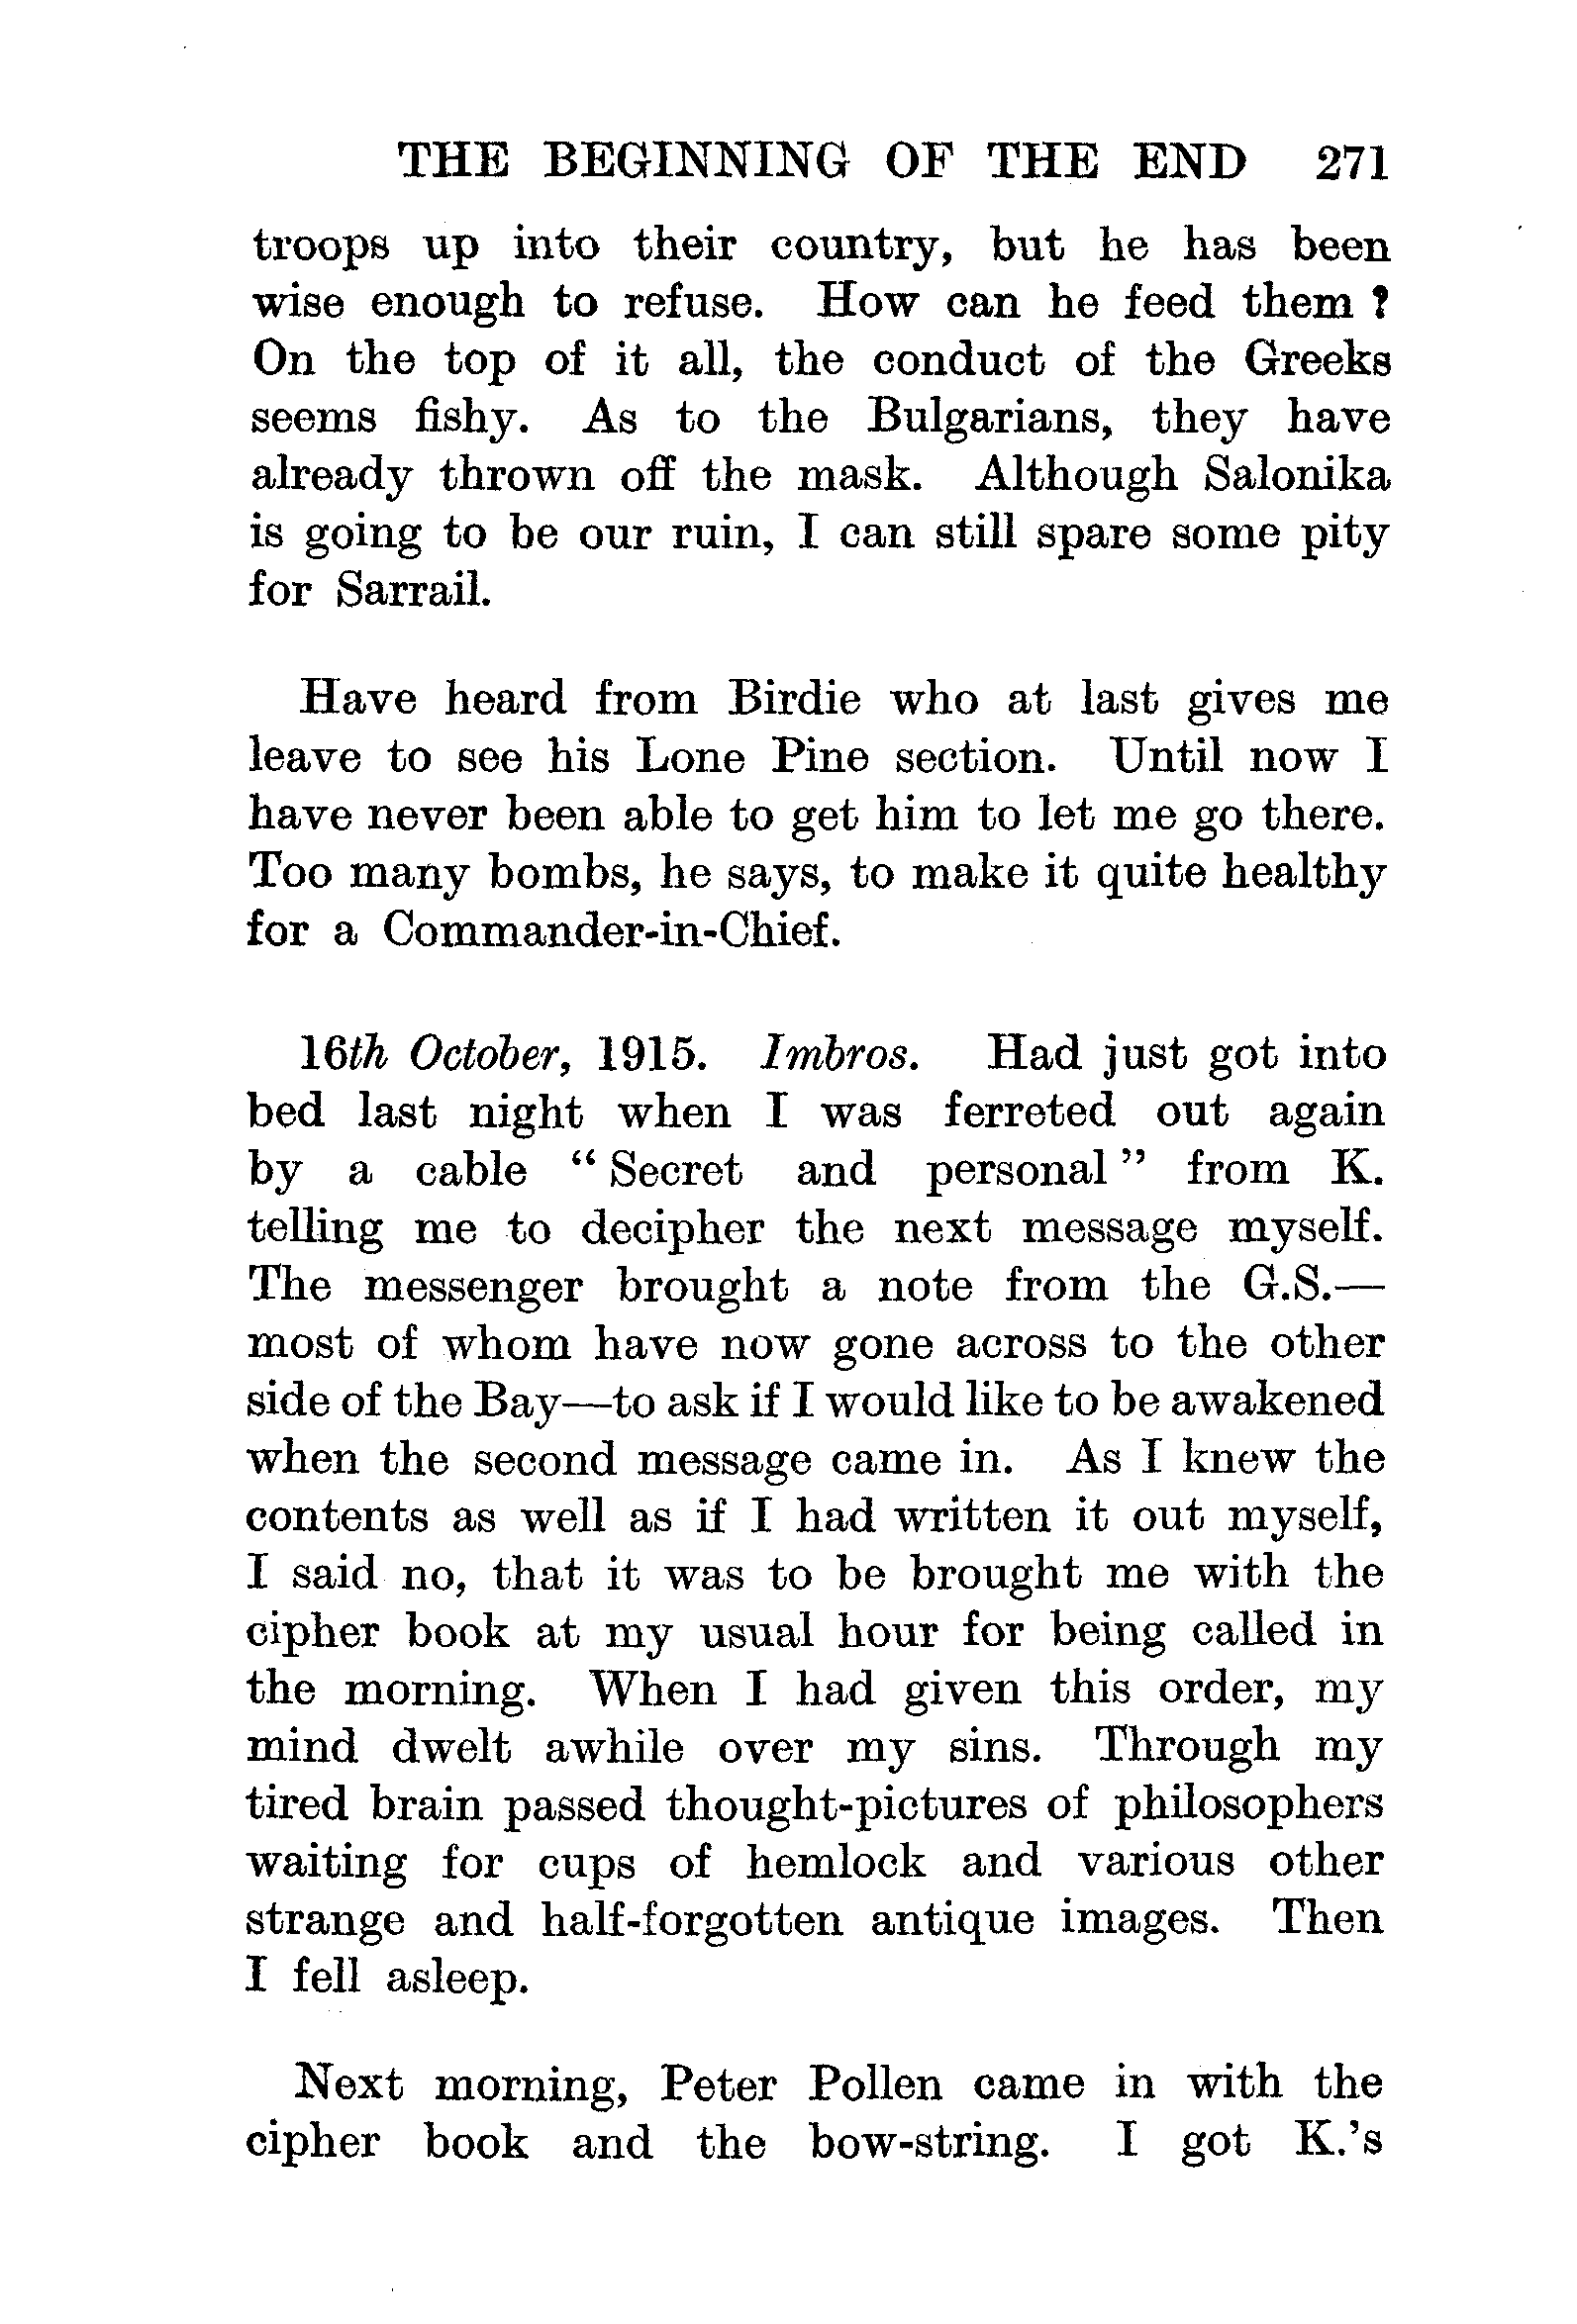 THE BEGINNING OF THE END 271
troops up into their country, but he has been
wise enough to refuse. How can he feed them ?
On the top of it all, the conduct of the Greeks
seems fishy. As to the Bulgarians, they have
already thrown off the mask. Although Salonika
is going to be our ruin, I can still spare some pity
for Sarrail.
Have heard from Birdie who at last gives me
leave to see his Lone Pine section. Until now I
have never been able to get him to let me go there.
Too many bombs, he says, to make it quite healthy
for a Commander-in-Chief.
16th October, 1915. Imbros. Had just got into
bed last night when I was ferreted out again
by a cable “ Secret and personal ” from K.
telling me to decipher the next message myself.
The messenger brought a note from the G.S.—
most of whom have now gone across to the other
side of the Bay—to ask if I would like to be awakened
when the second message came in. As I knew the
contents as well as if I had written it out myself,
I said no, that it was to be brought me with the
cipher book at my usual hour for being called in
the morning. When I had given this order, my
mind dwelt awhile over my sins. Through my
tired brain passed thought-pictures of philosophers
waiting for cups of hemlock and various other
strange and half-forgotten antique images. Then
I fell asleep.
Next morning, Peter Pollen came in with the
cipher book and the bow-string. I got K.’s